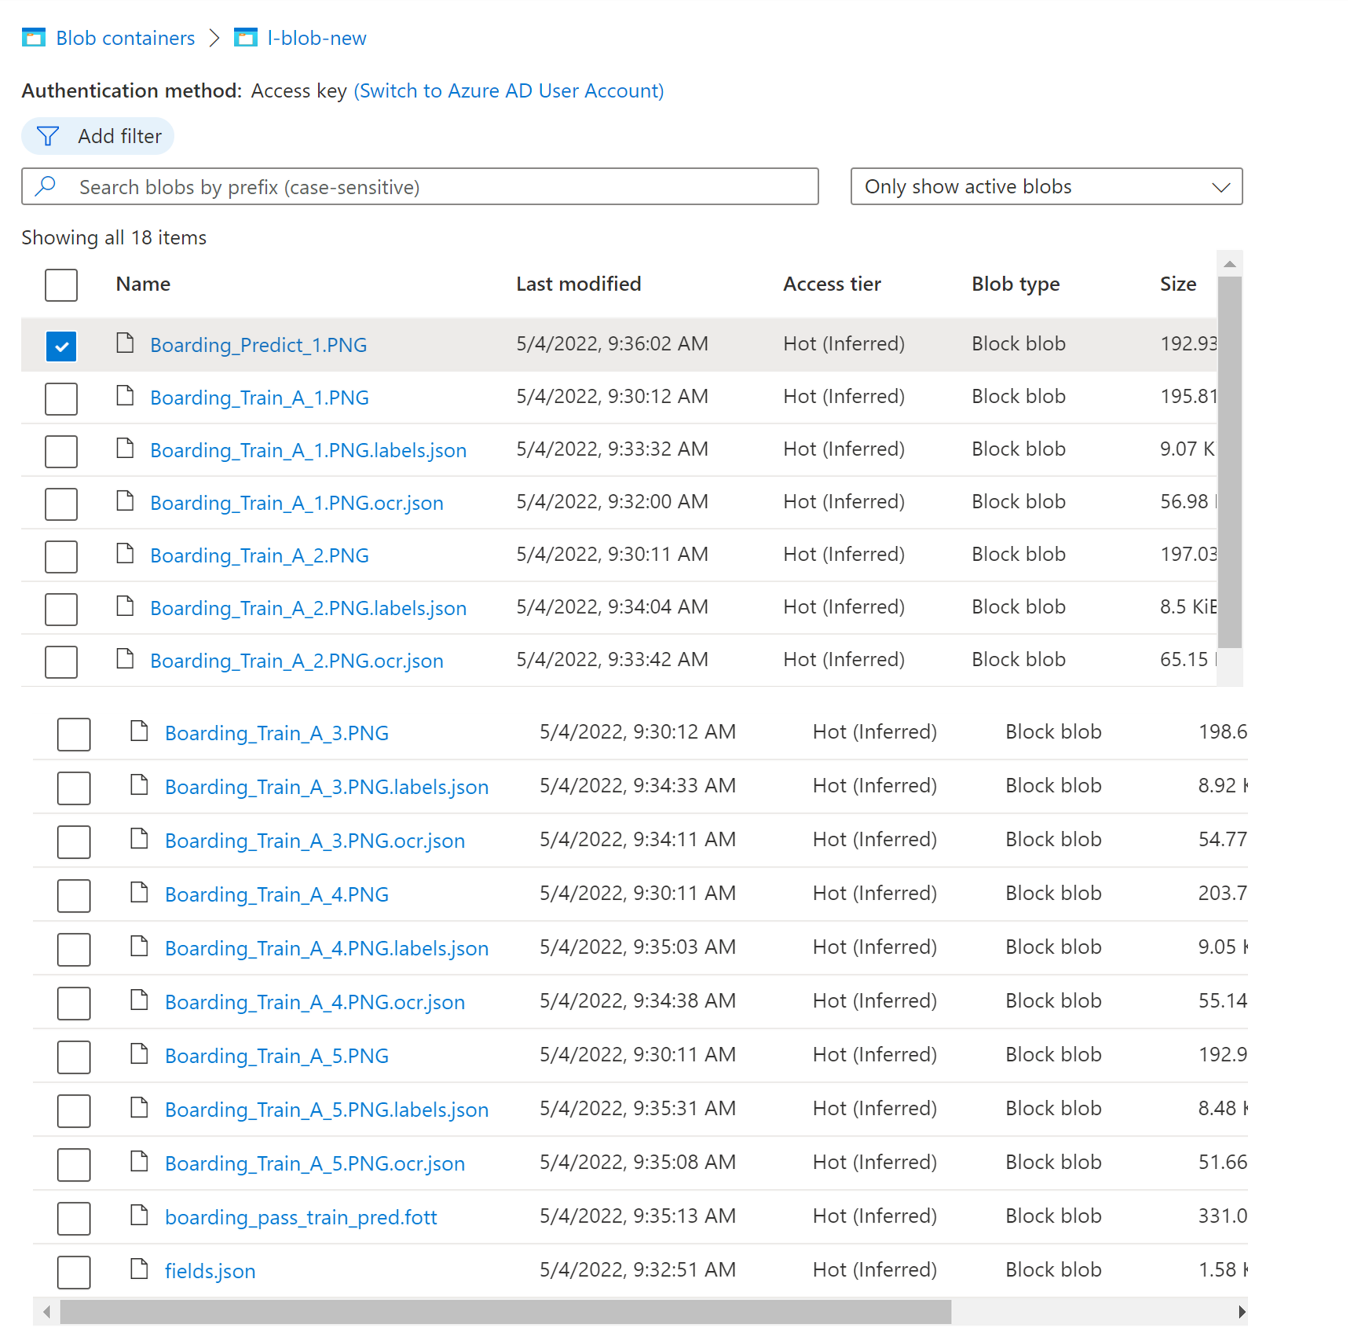 Blob containers > l-blob-new
Authentication method: Access key (Switch to Azure AD User Account)
Add filter
Search blobs by prefix (case-sensitive) Only show active blobs
Showing all 18 items
Name Last modified Access tier Blob type Size
Boarding_Predict_1.PNG 5/4/2022, 9:36:02 AM Hot (Inferred) Block blob 192.93
Boarding_Train_A_1.PNG 5/4/2022, 9:30:12 AM Hot (Inferred) Block blob 195.81
Boarding_Train_A_1.PNG.labels.json 5/4/2022, 9:33:32 AM Hot (Inferred) Block blob 9.07 K
Boarding_Train_A_1.PNG.ocr.json 5/4/2022, 9:32:00 AM Hot (Inferred) Block blob 56.98
Boarding_Train_A_2.PNG 5/4/2022, 9:30:11 AM Hot (Inferred) Block blob 197.03
Boarding_Train_A_2.PNG.labels.json 5/4/2022, 9:34:04 AM Hot (Inferred) Block blob 8.5 KiB
Boarding_Train_A_2.PNG.ocr.json 5/4/2022, 9:33:42 AM Hot (Inferred) Block blob 65.15
Boarding_Train_A_3.PNG 5/4/2022, 9:30:12 AM Hot (Inferred) Block blob 198.6
Boarding_Train_A_3.PNG.labels.json 5/4/2022, 9:34:33 AM Hot (Inferred) Block blob 8.92 K
Boarding_Train_A_3.PNG.ocr.json 5/4/2022, 9:34:11 AM Hot (Inferred) Block blob 54.77
Boarding_Train_A_4.PNG 5/4/2022, 9:30:11 AM Hot (Inferred) Block blob 203.7
Boarding_Train_A_4.PNG.labels.json 5/4/2022, 9:35:03 AM Hot (Inferred) Block blob 9.05 K
Boarding_Train_A_4.PNG.ocr.json 5/4/2022, 9:34:38 AM Hot (Inferred) Block blob 55.14
Boarding_Train_A_5.PNG 5/4/2022, 9:30:11 AM Hot (Inferred) Block blob 192.9
Boarding_Train_A_5.PNG.labels.json 5/4/2022, 9:35:31 AM Hot (Inferred) Block blob 8.48 K
Boarding_Train_A_5.PNG.ocr.json 5/4/2022, 9:35:08 AM Hot (Inferred) Block blob 51.66
boarding_pass_train_pred.fott 5/4/2022, 9:35:13 AM Hot (Inferred) Block blob 331.0
fields.json 5/4/2022, 9:32:51 AM Hot (Inferred) Block blob 1.58 K